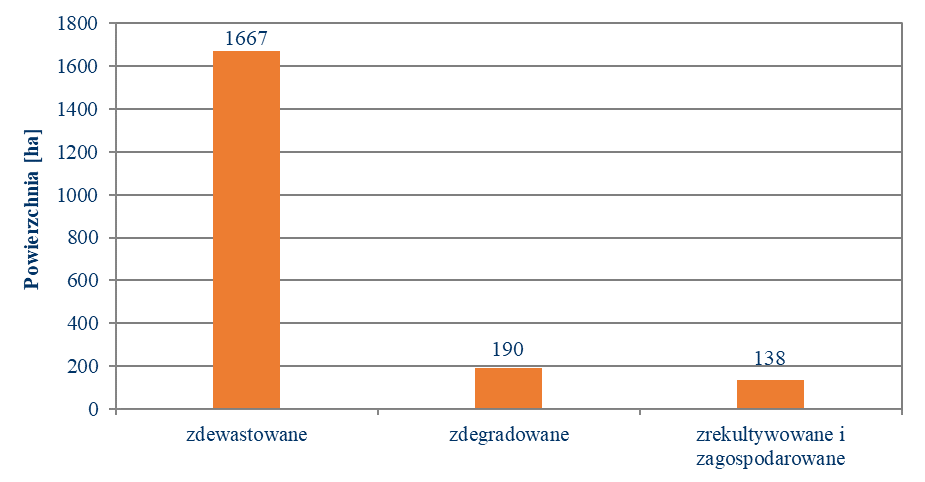 1800
1600
1400
1200
1000
800
600
400
200
0
Powierzchnia [ha]
1667
190
138
zdewastowane
zdegradowane
zrekultywowane i
zagospodarowane